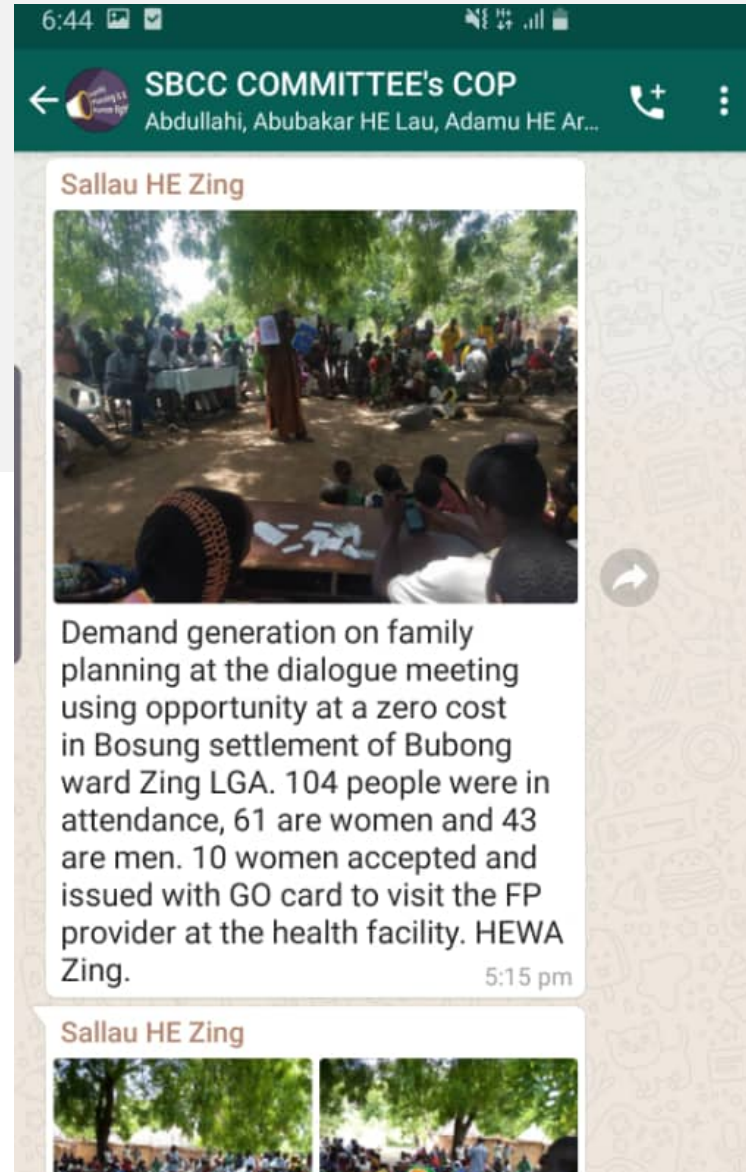 6:44
SBCC COMMITTEE's COP
Abdullahi, Abubakar HE Lau, Adamu HE Ar...
Sallau HE Zing
Demand generation on family
planning at the dialogue meeting
using opportunity at a zero cost
in Bosung settlement of Bubong
ward Zing LGA. 104 people were in
attendance, 61 are women and 43
are men. 10 women accepted and
issued with GO card to visit the FP
provider at the health facility. HEWA
Zing.
5:15 pm
Sallau HE Zing